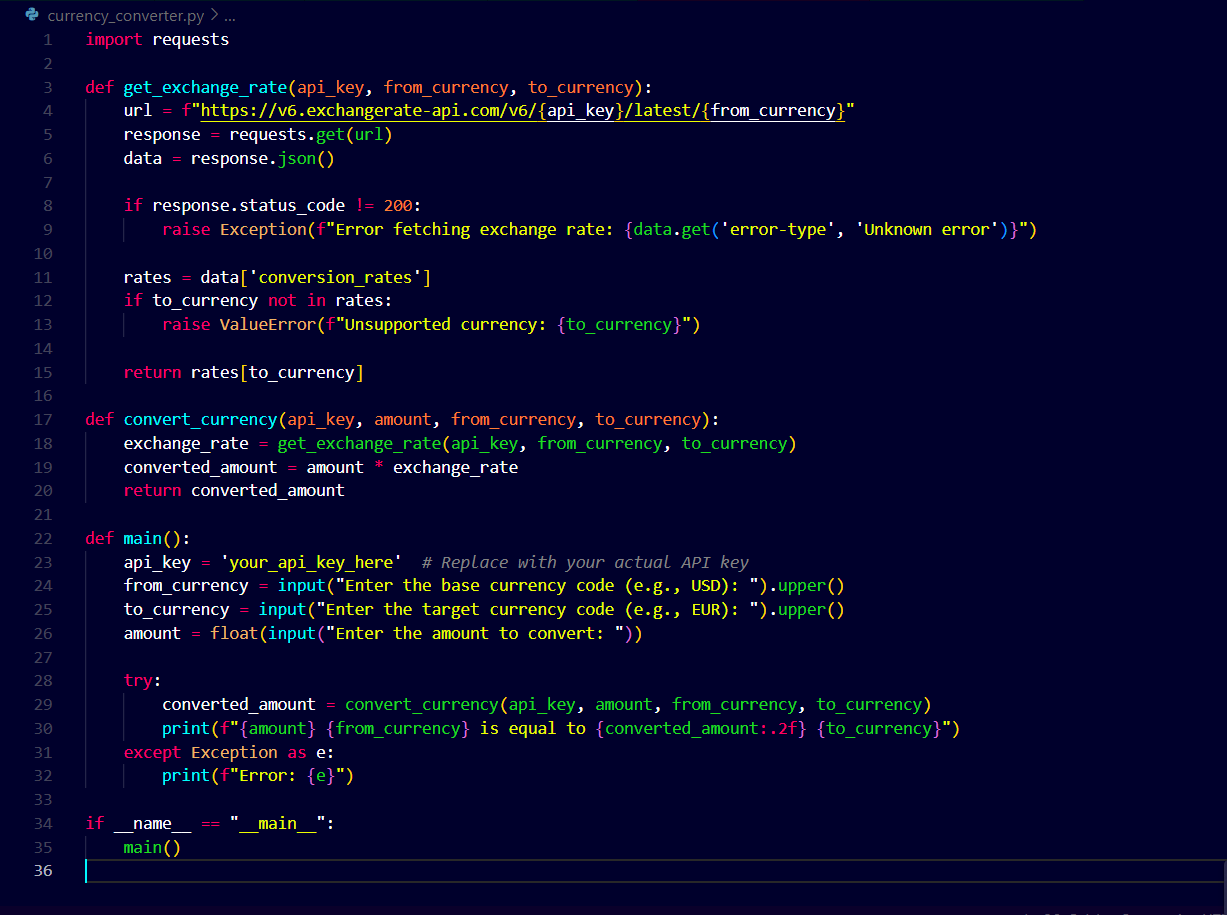 currency_converter.py > ...
1 import requests
2
3 def get_exchange_rate(api_key, from_currency, to_currency):
4     url = f"https://v6.exchangerate-api.com/v6/{api_key}/latest/{from_currency}"
5     response = requests.get(url)
6     data = response.json()
7
8     if response.status_code != 200:
9         raise Exception(f"Error fetching exchange rate: {data.get('error-type', 'Unknown error')}")
10
11     rates = data['conversion_rates']
12     if to_currency not in rates:
13         raise ValueError(f"Unsupported currency: {to_currency}")
14
15     return rates[to_currency]
16
17 def convert_currency(api_key, amount, from_currency, to_currency):
18     exchange_rate = get_exchange_rate(api_key, from_currency, to_currency)
19     converted_amount = amount * exchange_rate
20     return converted_amount
21
22 def main():
23     api_key = 'your_api_key_here'  # Replace with your actual API key
24     from_currency = input("Enter the base currency code (e.g., USD): ").upper()
25     to_currency = input("Enter the target currency code (e.g., EUR): ").upper()
26     amount = float(input("Enter the amount to convert: "))
27
28     try:
29         converted_amount = convert_currency(api_key, amount, from_currency, to_currency)
30         print(f"{amount} {from_currency} is equal to {converted_amount:.2f} {to_currency}")
31     except Exception as e:
32         print(f"Error: {e}")
33
34 if __name__ == "__main__":
35     main()
36